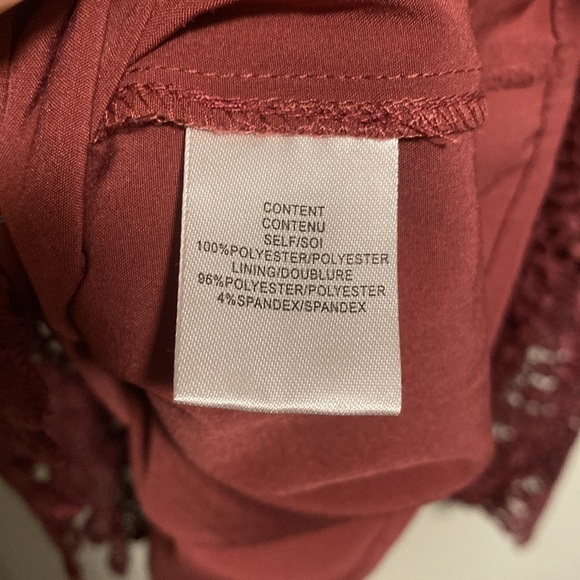 CONTENT
CONTENU
SELF/SOI
100%POLYESTER/POLYESTER
LINING/DOUBLURE
96%POLYESTER/POLYESTER
4%SPANDEX/SPANDEX